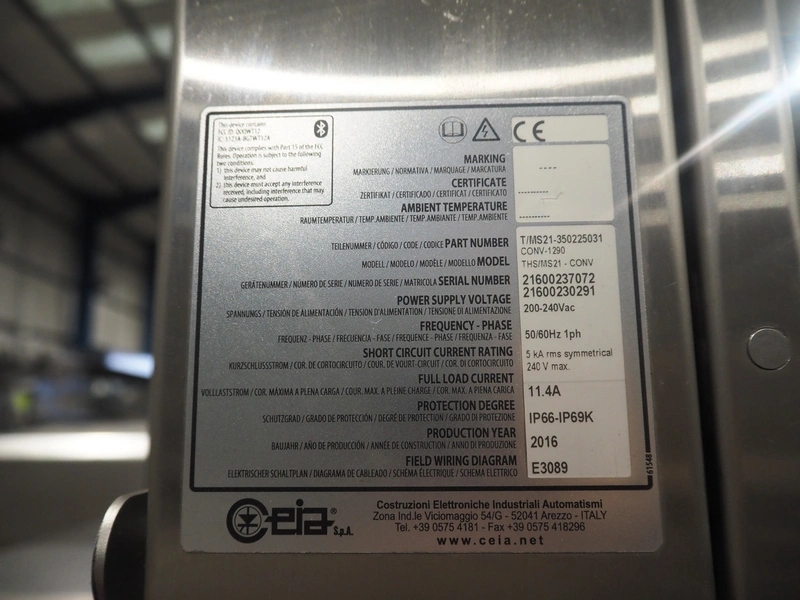 This device contains
FCC ID: QOQWT12
IC: 5123A-BGTWT12A
This device complies with Part 15 of the FCC
Rules. Operation is subject to the following
two conditions:
1) this device may not cause harmful
interference, and
2) this device must accept any interference
received, including interference that may
cause undesired operation.
CE
MARKING
MARKIERUNG / NORMATIVA / MARQUAGE / MARCATURA
----
CERTIFICATE
ZERTIFIKAT / CERTIFICADO / CERTIFICAT / CERTIFICATO
----------
AMBIENT TEMPERATURE
RAUMTEMPERATUR / TEMP.AMBIENTE / TEMP.AMBIANTE / TEMP.AMBIENTE
----------
TEILENUMMER / CÓDIGO / CODE / CODICE PART NUMBER T/MS21-350225031
CONV-1290
MODELL / MODELO / MODÈLE / MODELLO MODEL THS/MS21 - CONV
GERÄTENUMMER / NÚMERO DE SERIE / NUMERO DE SERIE / MATRICOLA SERIAL NUMBER 21600237072
21600230291
POWER SUPPLY VOLTAGE 200-240Vac
SPANNUNGS / TENSIÓN DE ALIMENTACIÓN / TENSION D'ALIMENTATION / TENSIONE DI ALIMENTAZIONE
FREQUENCY - PHASE 50/60Hz 1ph
FREQUENZ - PHASE / FRECUENCIA - FASE / FREQUENCE - PHASE / FREQUENZA - FASE
SHORT CIRCUIT CURRENT RATING 5 kA rms symmetrical
KURZSCHLUSSSTROM / COR. DE CORTOCIRCUITO / COUR. DE VOURT-CIRCUIT / COR. DI CORTOCIRCUITO 240 V max.
FULL LOAD CURRENT 11.4A
VOLLLASTSTROM / COR. MÁXIMA A PLENA CARGA / COUR. MAX. A PLEINE CHARGE / COR. MAX A PIENA CARICA
PROTECTION DEGREE IP66-IP69K
SCHUTZGRAD / GRADO DE PROTECCIÓN / DEGRÈ DE PROTECTION / GRADO DI PROTEZIONE
PRODUCTION YEAR 2016
BAUJAHR / AÑO DE PRODUCCIÓN / ANNÉE DE CONSTRUCTION / ANNO DI PRODUZIONE
FIELD WIRING DIAGRAM E3089
ELEKTRISCHER SCHALTPLAN / DIAGRAMA DE CABLEADO / SCHÉMA ÉLECTRIQUE / SCHEMA ELETTRICO
61548
Ceia® S.p.A.
Costruzioni Elettroniche Industriali Automatismi
Zona Ind.le Viciomaggio 54/G - 52041 Arezzo - ITALY
Tel. +39 0575 4181 - Fax +39 0575 418296
www.ceia.net